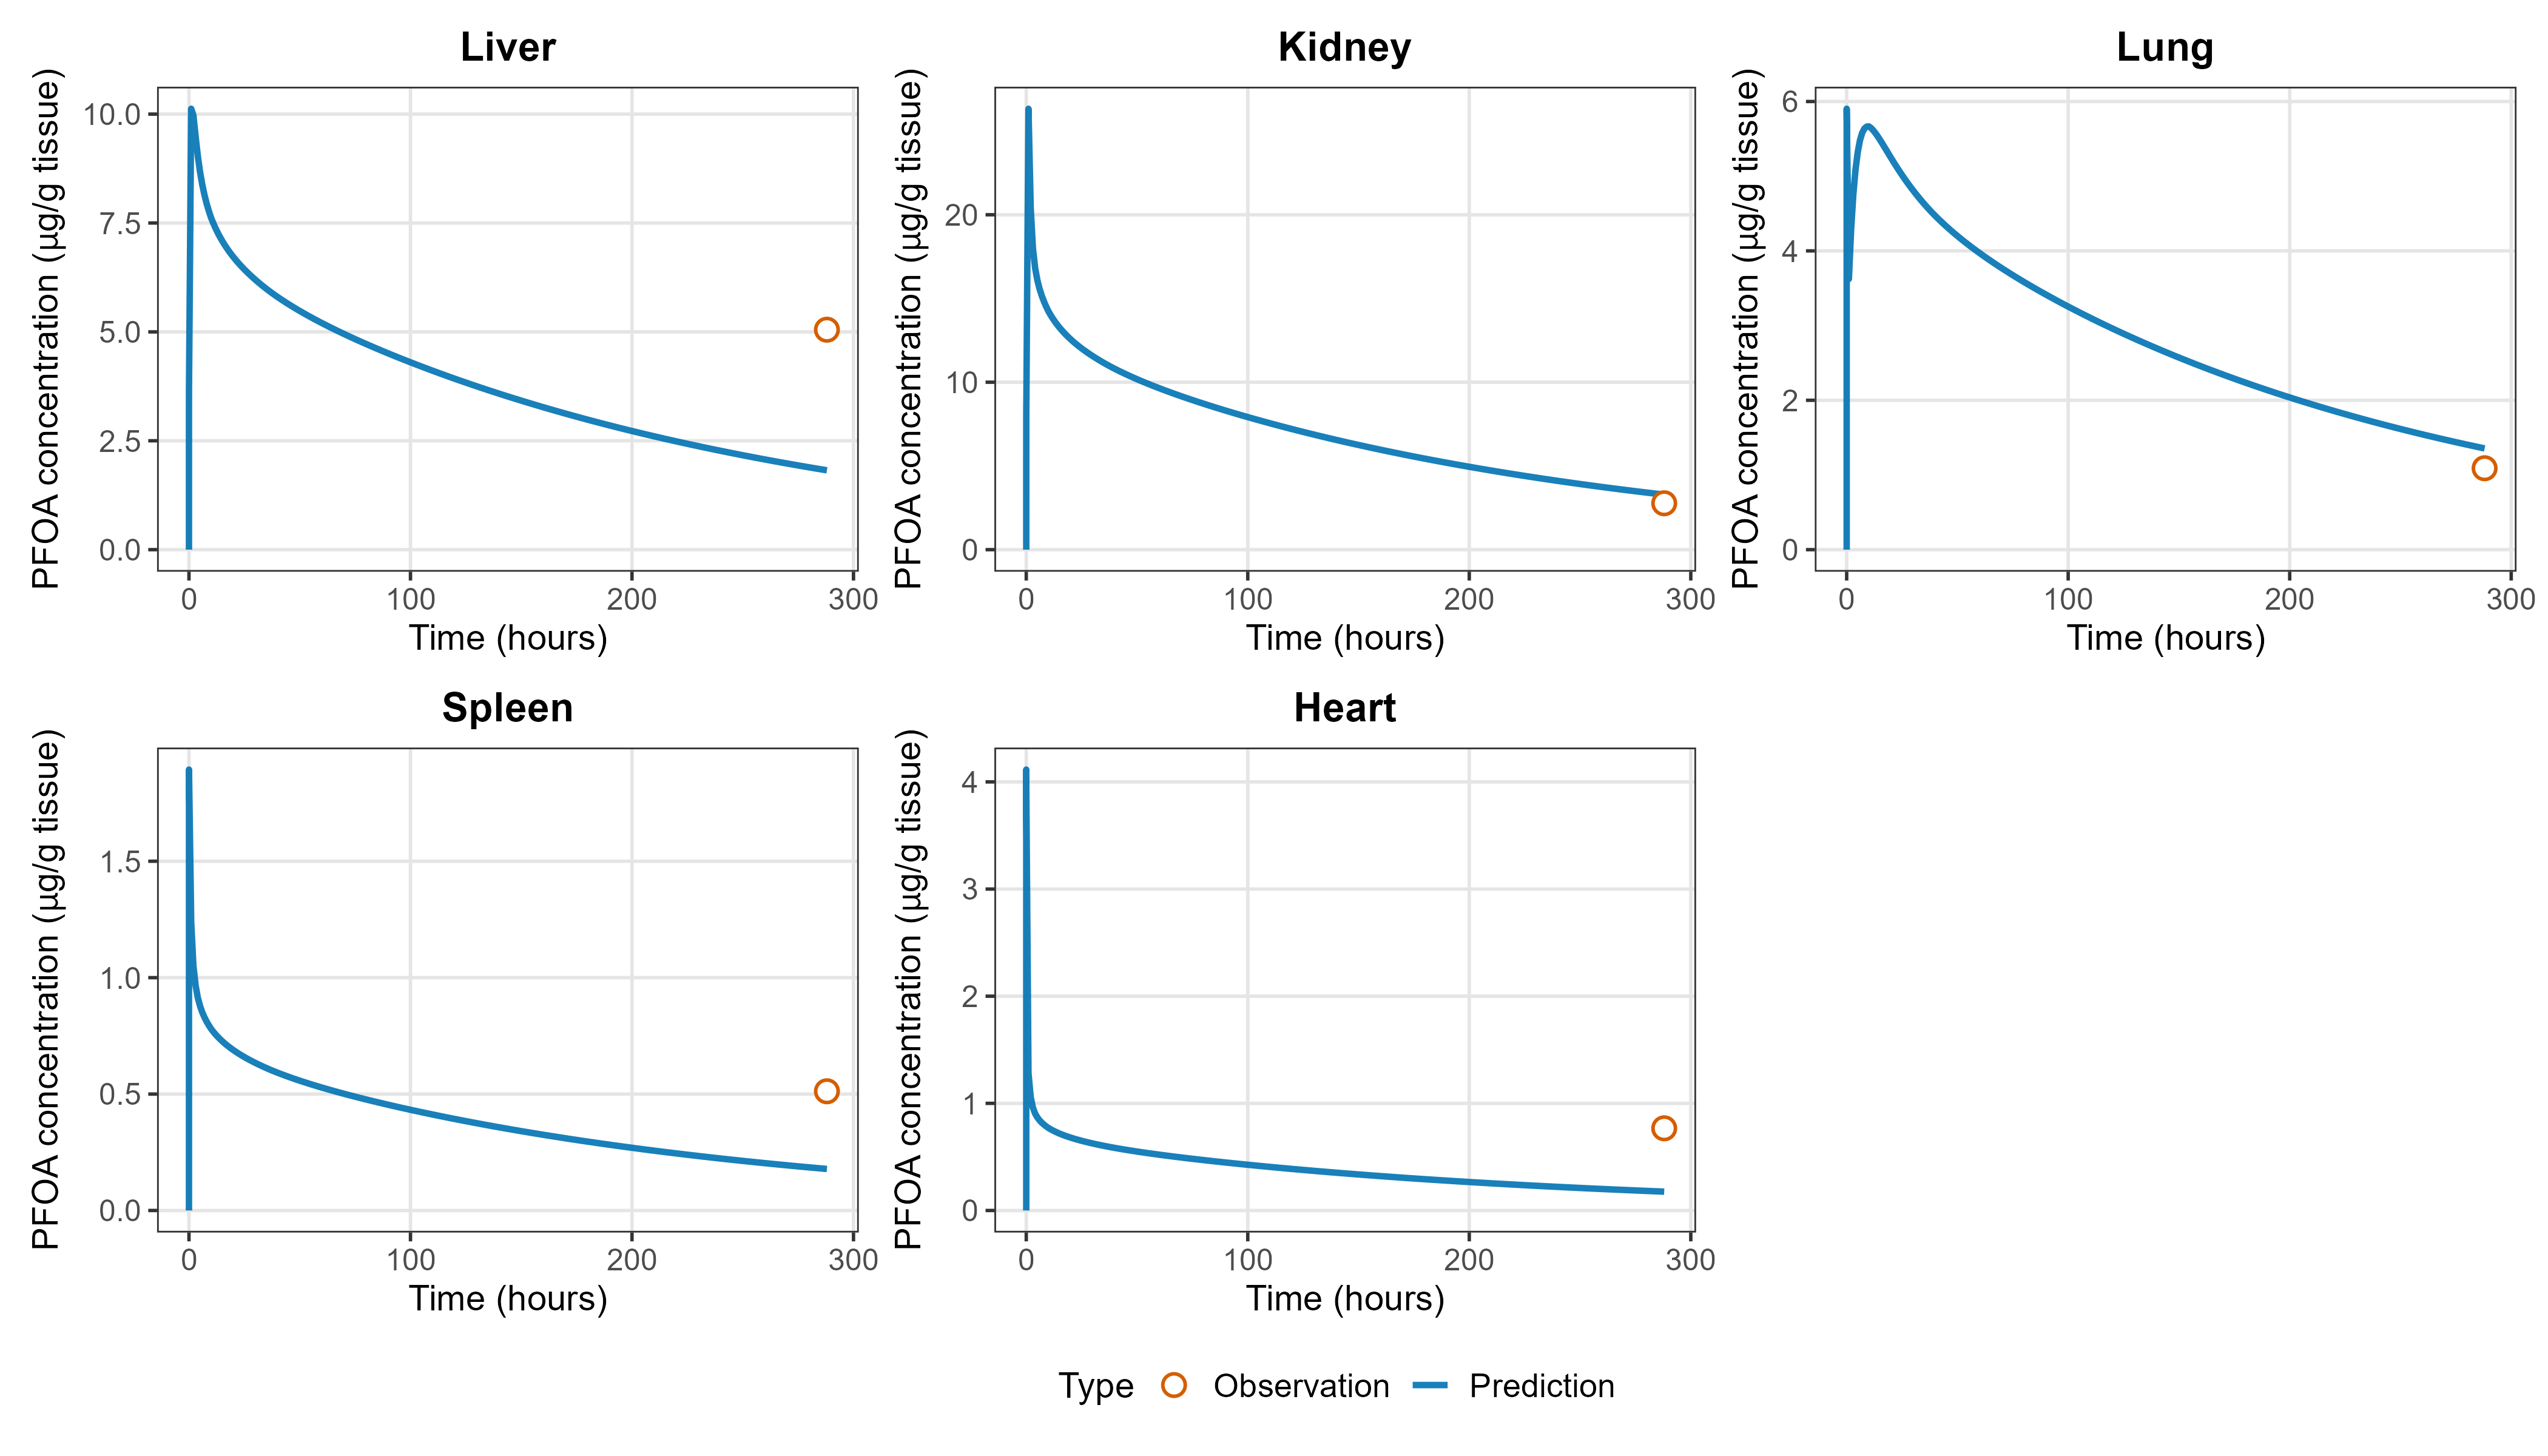 Liver
PFOA concentration (µg/g tissue)
10.0
7.5
5.0
2.5
0.0
0 100 200 300
Time (hours)
Kidney
PFOA concentration (µg/g tissue)
20
10
0
0 100 200 300
Time (hours)
Lung
PFOA concentration (µg/g tissue)
6
4
2
0
0 100 200 300
Time (hours)
Spleen
PFOA concentration (µg/g tissue)
1.5
1.0
0.5
0.0
0 100 200 300
Time (hours)
Heart
PFOA concentration (µg/g tissue)
4
3
2
1
0
0 100 200 300
Time (hours)
Type Observation Prediction